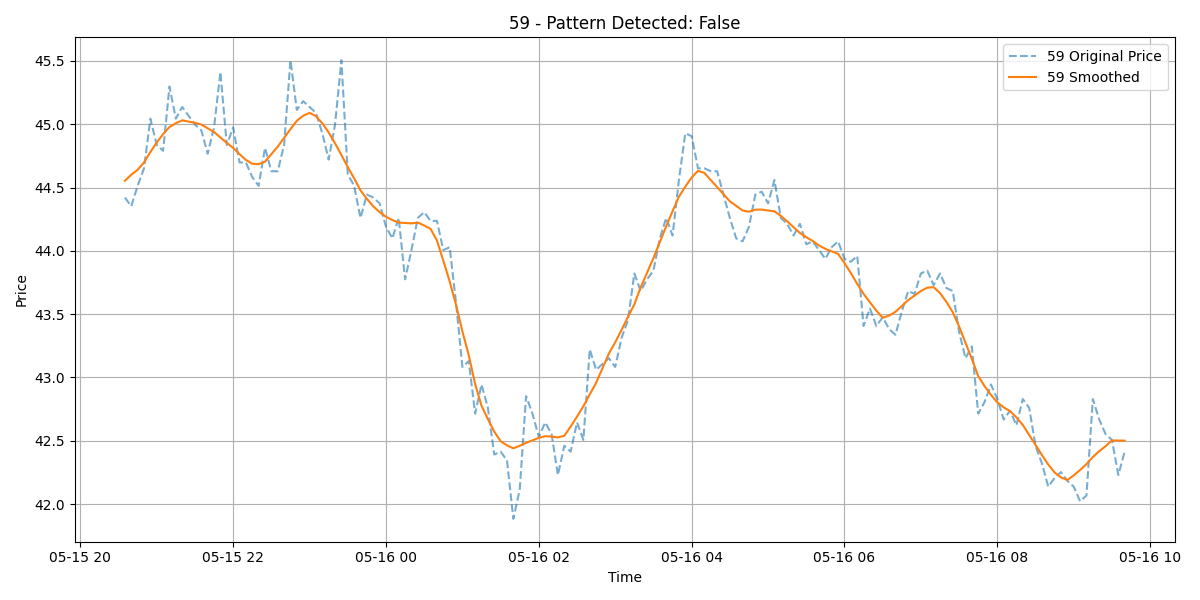 59 - Pattern Detected: False
59 Original Price
59 Smoothed
Price
45.5
45.0
44.5
44.0
43.5
43.0
42.5
42.0
05-15 20 05-15 22 05-16 00 05-16 02 05-16 04 05-16 06 05-16 08 05-16 10
Time